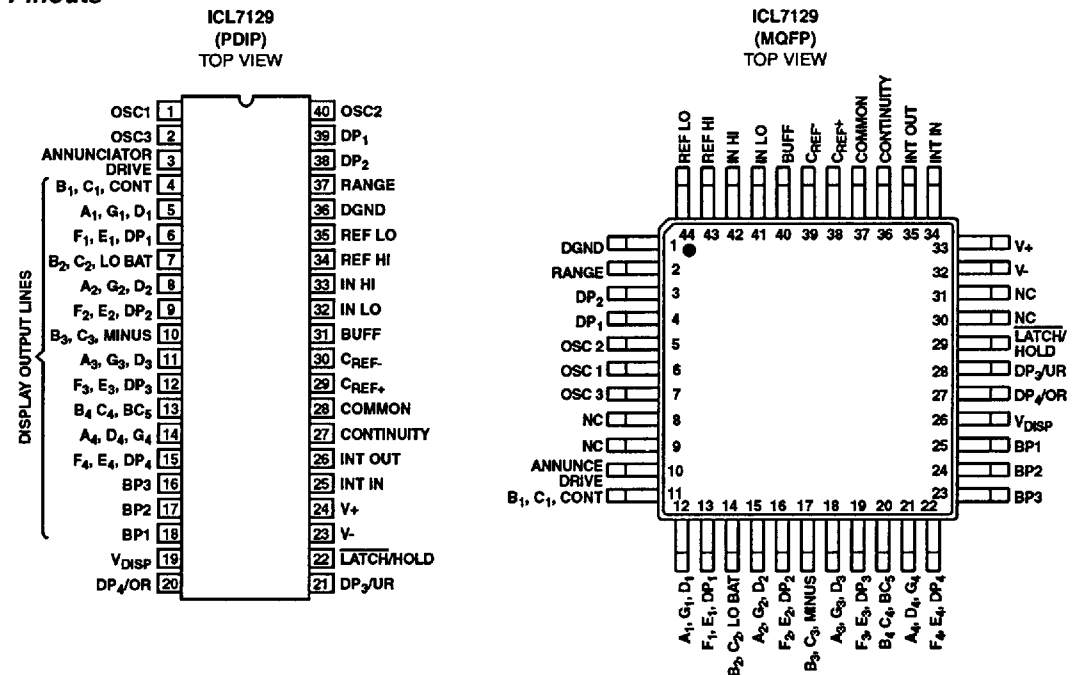 ICL7129
(PDIP)
TOP VIEW
OSC1 1
OSC3 2
ANNUNCIATOR
DRIVE 3
B1, C1, CONT 4
A1, G1, D1 5
F1, E1, DP1 6
B2, C2, LO BAT 7
A2, G2, D2 8
F2, E2, DP2 9
B3, C3, MINUS 10
A3, G3, D3 11
F3, E3, DP3 12
B4 C4, BC5 13
A4, D4, G4 14
F4, E4, DP4 15
BP3 16
BP2 17
BP1 18
VDISP 19
DP4/OR 20
DISPLAY OUTPUT LINES
40 OSC2
39 DP1
38 DP2
37 RANGE
36 DGND
35 REF LO
34 REF HI
33 IN HI
32 IN LO
31 BUFF
30 CREF-
29 CREF+
28 COMMON
27 CONTINUITY
26 INT OUT
25 INT IN
24 V+
23 V-
22 LATCH/HOLD
21 DP3/UR
ICL7129
(MQFP)
TOP VIEW
REF LO
REF HI
IN HI
IN LO
BUFF
CREF-
CREF+
COMMON
CONTINUITY
INT OUT
INT IN
44 43 42 41 40 39 38 37 36 35 34
DGND 1
RANGE 2
DP2 3
DP1 4
OSC 2 5
OSC 1 6
OSC 3 7
NC 8
NC 9
ANNUNCE
DRIVE 10
B1, C1, CONT 11
33 V+
32 V-
31 NC
30 NC
29 LATCH/
HOLD
28 DP3/UR
27 DP4/OR
26 VDISP
25 BP1
24 BP2
23 BP3
12 13 14 15 16 17 18 19 20 21 22
A1, G1, D1
F1, E1, DP1
B2, C2, LO BAT
A2, G2, D2
F2, E2, DP2
B3, C3, MINUS
A3, G3, D3
F3, E3, DP3
B4 C4, BC5
A4, D4, G4
F4, E4, DP4